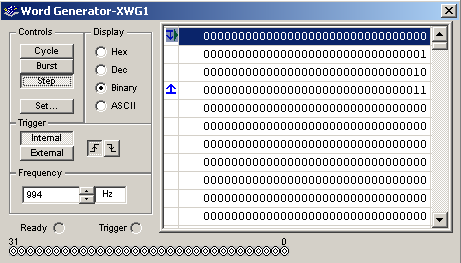 Word Generator-XWG1
Controls
Cycle
Burst
Step
Set...
Display
Hex
Dec
Binary
ASCII
Trigger
Internal
External
Frequency
994 Hz
Ready
Trigger
31 0
00000000000000000000000000000000
00000000000000000000000000000001
00000000000000000000000000000010
00000000000000000000000000000011
00000000000000000000000000000000
00000000000000000000000000000000
00000000000000000000000000000000
00000000000000000000000000000000
00000000000000000000000000000000
00000000000000000000000000000000
00000000000000000000000000000000